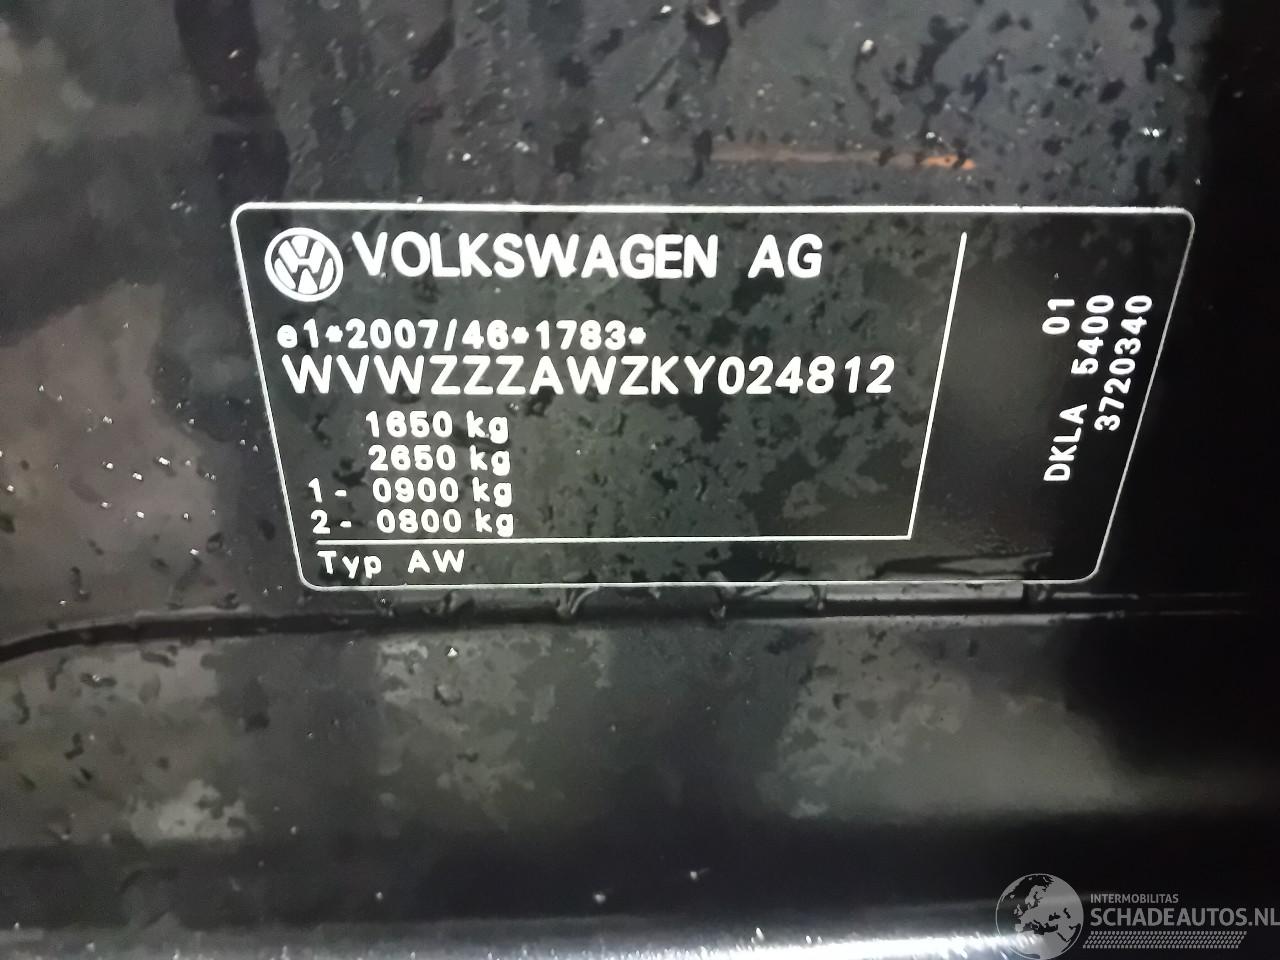 VOLKSWAGEN AG
e1*2007/46*1783*
WVWZZZAWZKY024812
1650 kg
2650 kg
1- 0900 kg
2- 0800 kg
Typ AW
01
DKLA 5400
37203340
INTERMOBILITAS
SCHADEAUTOS.NL